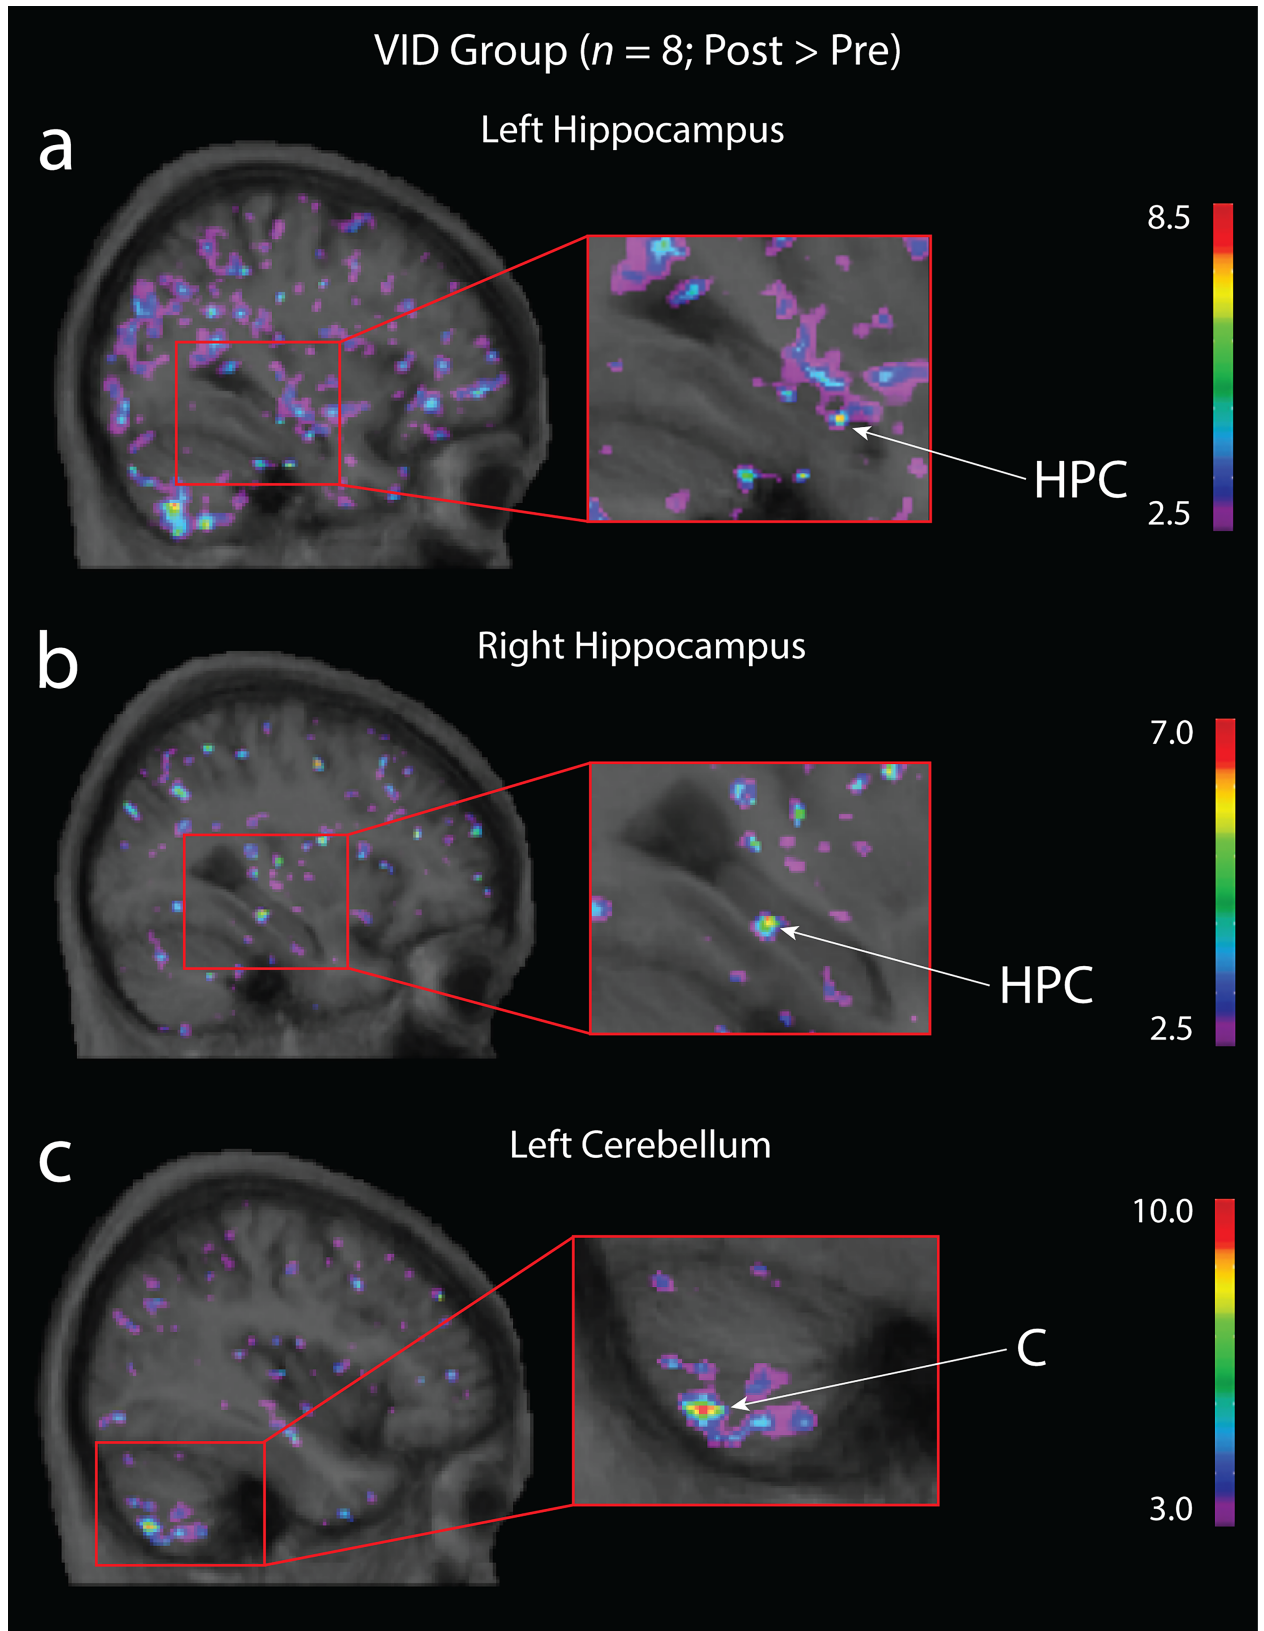 VID Group (n = 8; Post > Pre)
a
Left Hippocampus
8.5
HPC
2.5
b
Right Hippocampus
7.0
HPC
2.5
c
Left Cerebellum
10.0
C
3.0